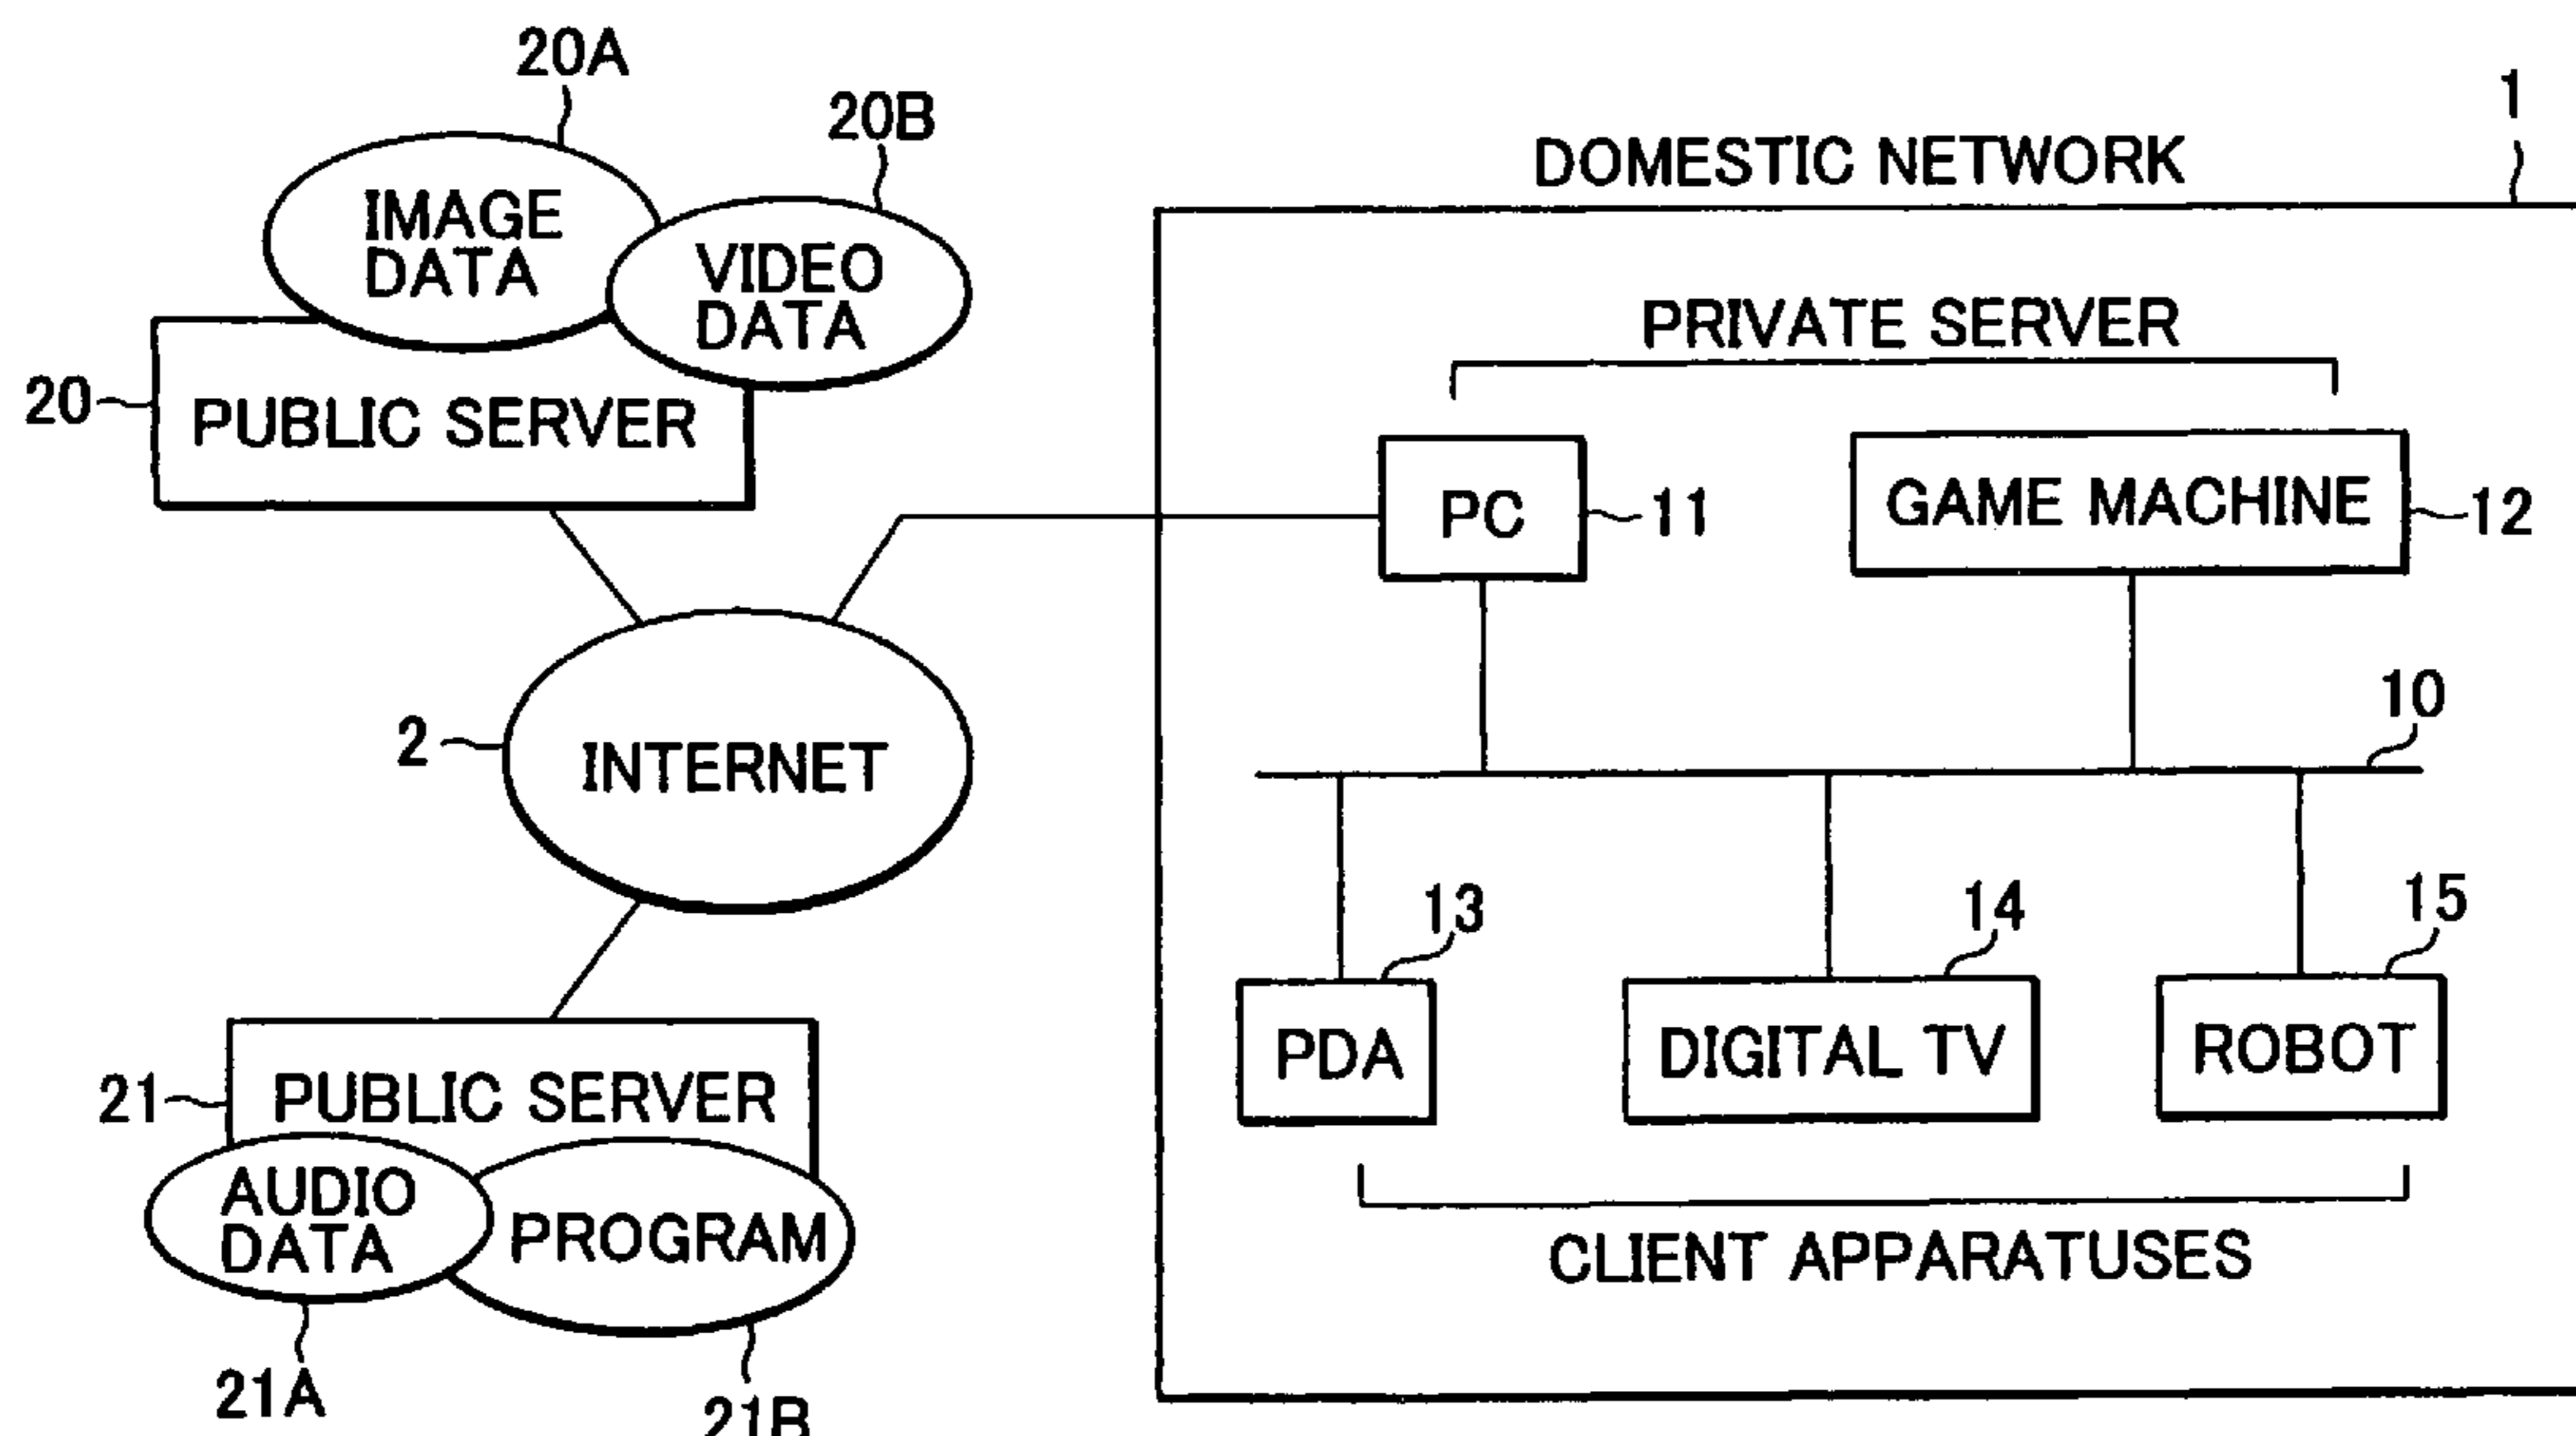 20A
20B
IMAGE
DATA
VIDEO
DATA
20
PUBLIC SERVER
2
INTERNET
21
PUBLIC SERVER
AUDIO
DATA
PROGRAM
21A
21B
1
DOMESTIC NETWORK
PRIVATE SERVER
PC
11
GAME MACHINE
12
10
13
14
15
PDA
DIGITAL TV
ROBOT
CLIENT APPARATUSES